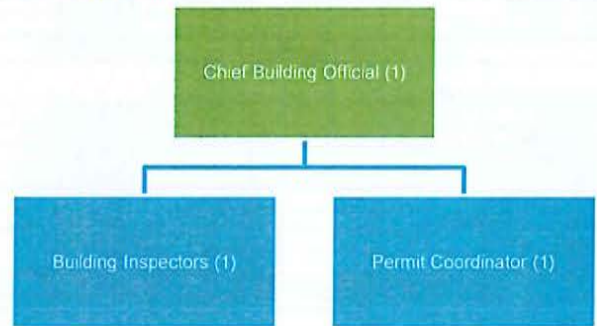 Chief Building Official (1)
Building Inspectors (1)
Permit Coordinator (1)